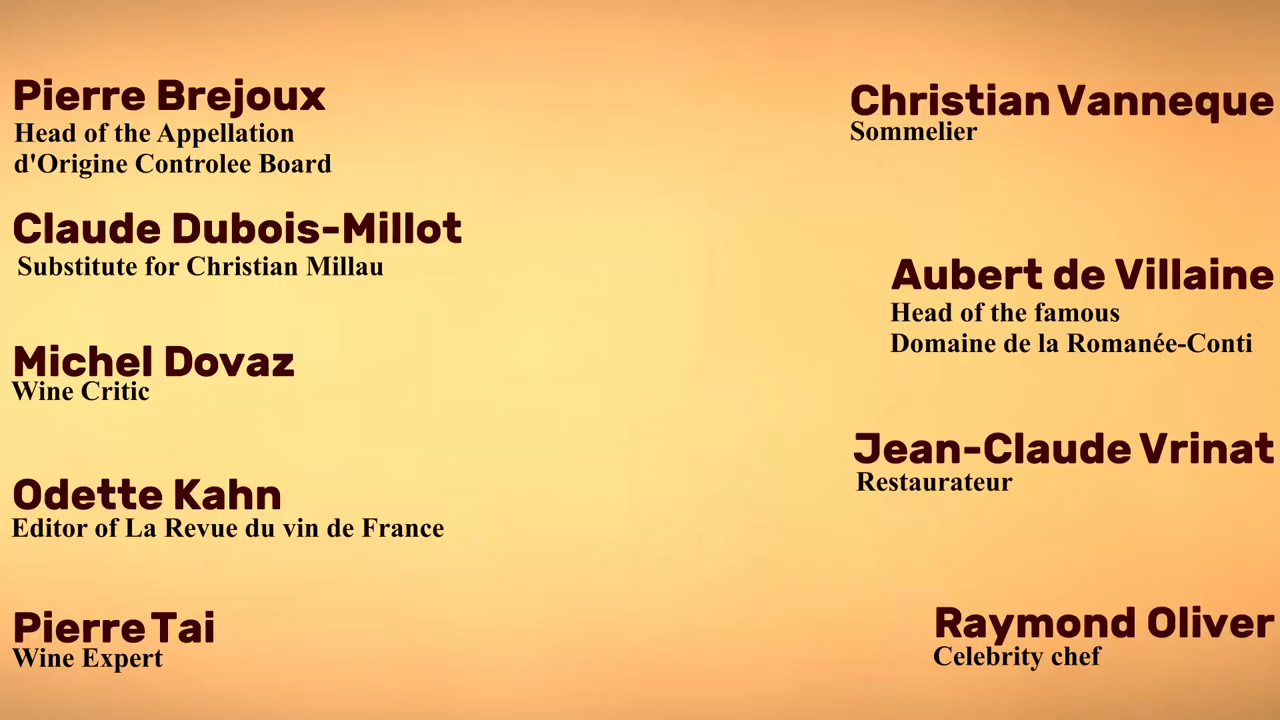 Pierre Brejoux
Head of the Appellation
d'Origine Controlee Board
Claude Dubois-Millot
Substitute for Christian Millau
Michel Dovaz
Wine Critic
Odette Kahn
Editor of La Revue du vin de France
Pierre Tai
Wine Expert
Christian Vanneque
Sommelier
Aubert de Villaine
Head of the famous
Domaine de la Romanée-Conti
Jean-Claude Vrinat
Restaurateur
Raymond Oliver
Celebrity chef